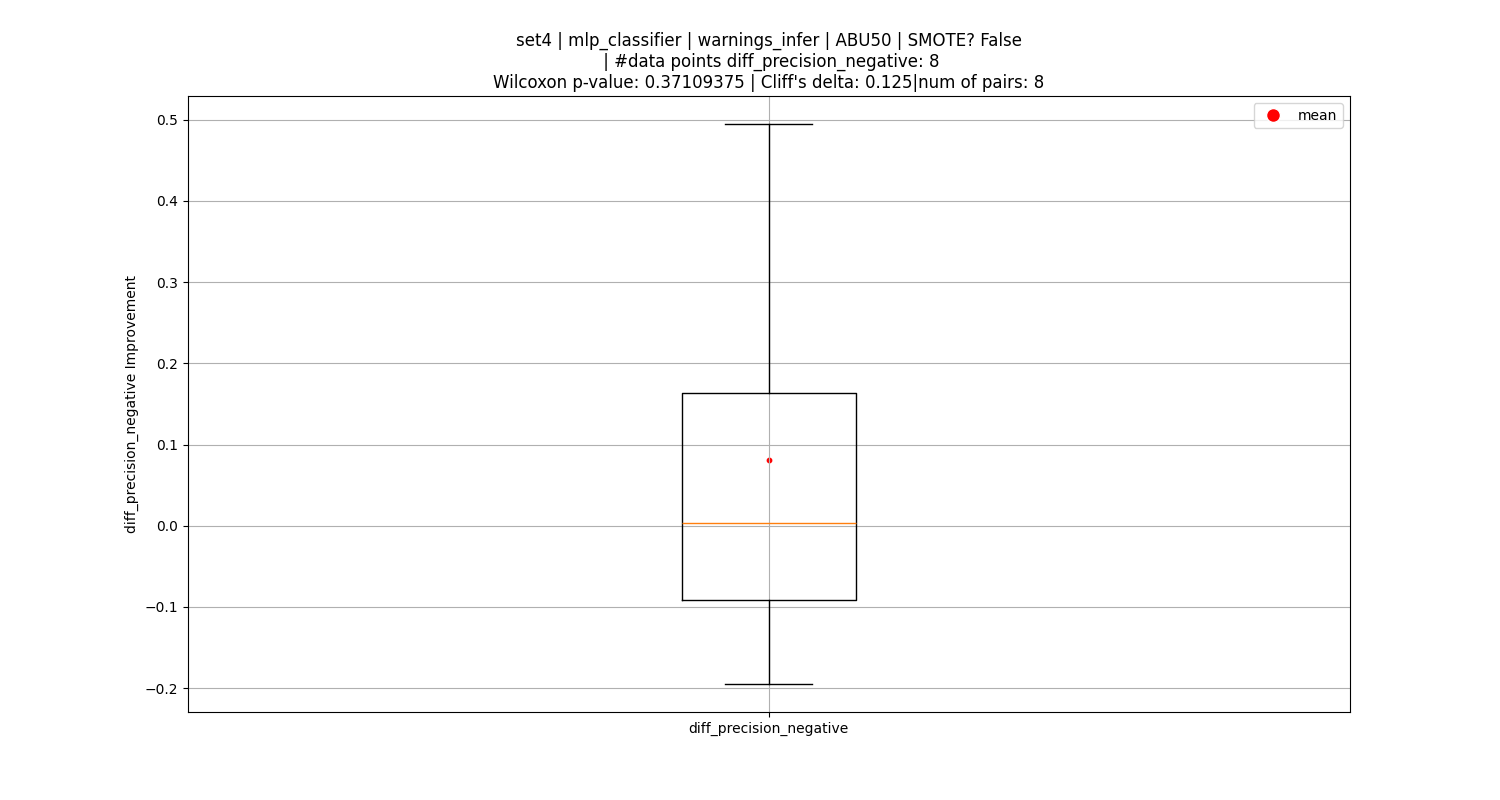 set4 | mlp_classifier | warnings_infer | ABU50 | SMOTE? False
| #data points diff_precision_negative: 8
Wilcoxon p-value: 0.37109375 | Cliff's delta: 0.125|num of pairs: 8
mean
0.5
0.4
0.3
0.2
0.1
0.0
−0.1
−0.2
diff_precision_negative Improvement
diff_precision_negative